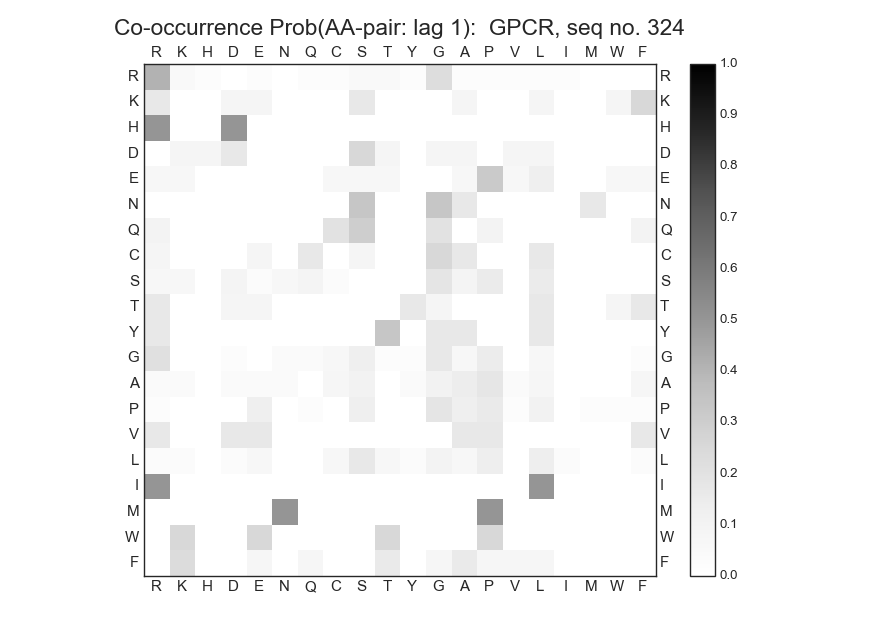 Co-occurrence Prob(AA-pair: lag 1):  GPCR, seq no. 324
R K H D E N Q C S T Y G A P V L I M W F
R R
K K
H H
D D
E E
N N
Q Q
C C
S S
T T
Y Y
G G
A A
P P
V V
L L
I I
M M
W W
F F
R K H D E N Q C S T Y G A P V L I M W F
1.0
0.9
0.8
0.7
0.6
0.5
0.4
0.3
0.2
0.1
0.0